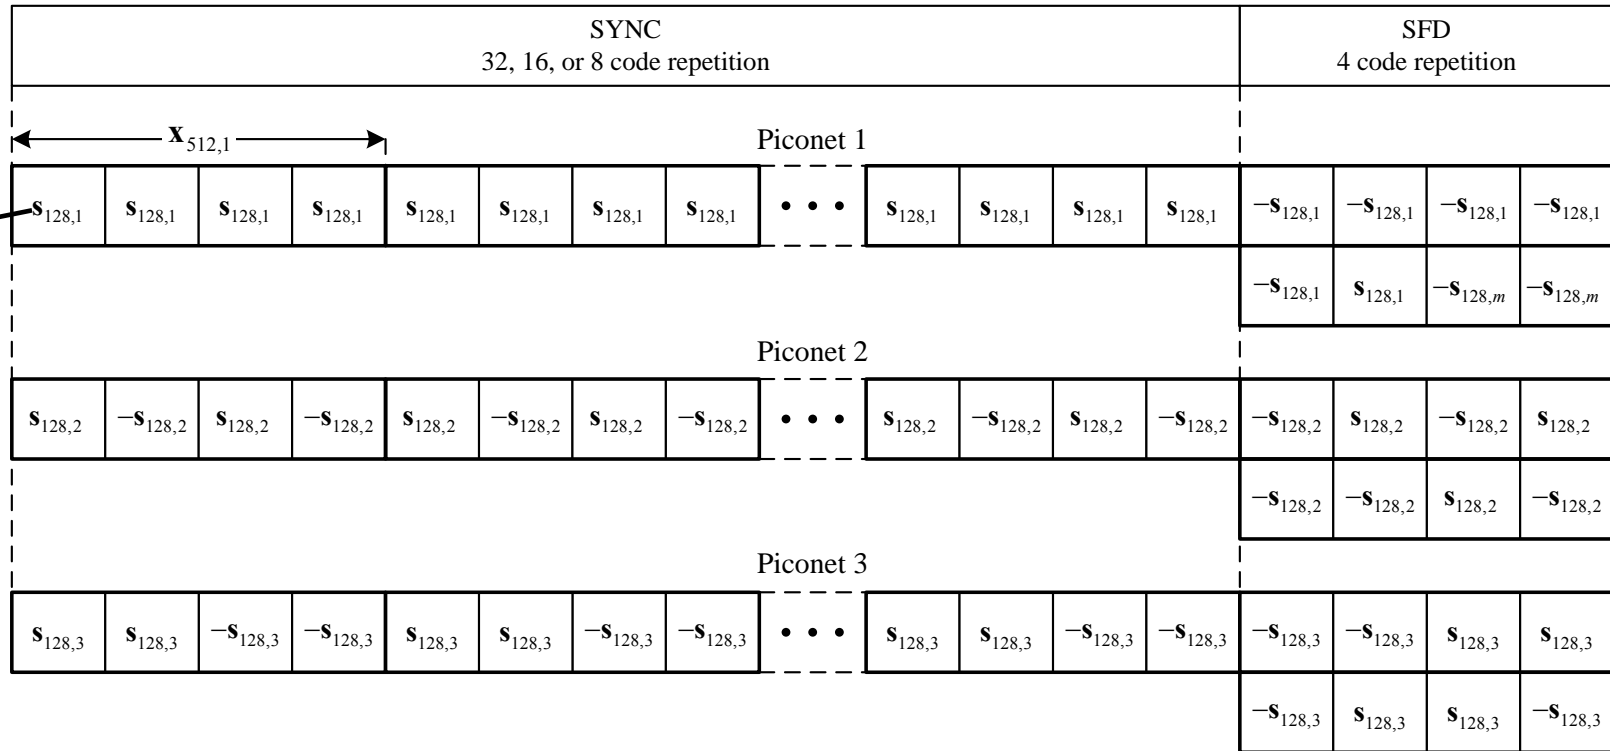 SYNC
32, 16, or 8 code repetition
SFD
4 code repetition
x512,1
Piconet 1
s128,1 s128,1 s128,1 s128,1 s128,1 s128,1 s128,1 s128,1 • • • s128,1 s128,1 s128,1 s128,1 −s128,1 −s128,1 −s128,1 −s128,1
−s128,1 s128,1 −s128,m −s128,m
Piconet 2
s128,2 −s128,2 s128,2 −s128,2 s128,2 −s128,2 s128,2 −s128,2 • • • s128,2 −s128,2 s128,2 −s128,2 −s128,2 s128,2 −s128,2 s128,2
−s128,2 −s128,2 s128,2 −s128,2
Piconet 3
s128,3 s128,3 −s128,3 −s128,3 s128,3 s128,3 −s128,3 −s128,3 • • • s128,3 s128,3 −s128,3 −s128,3 −s128,3 −s128,3 s128,3 s128,3
−s128,3 s128,3 s128,3 −s128,3